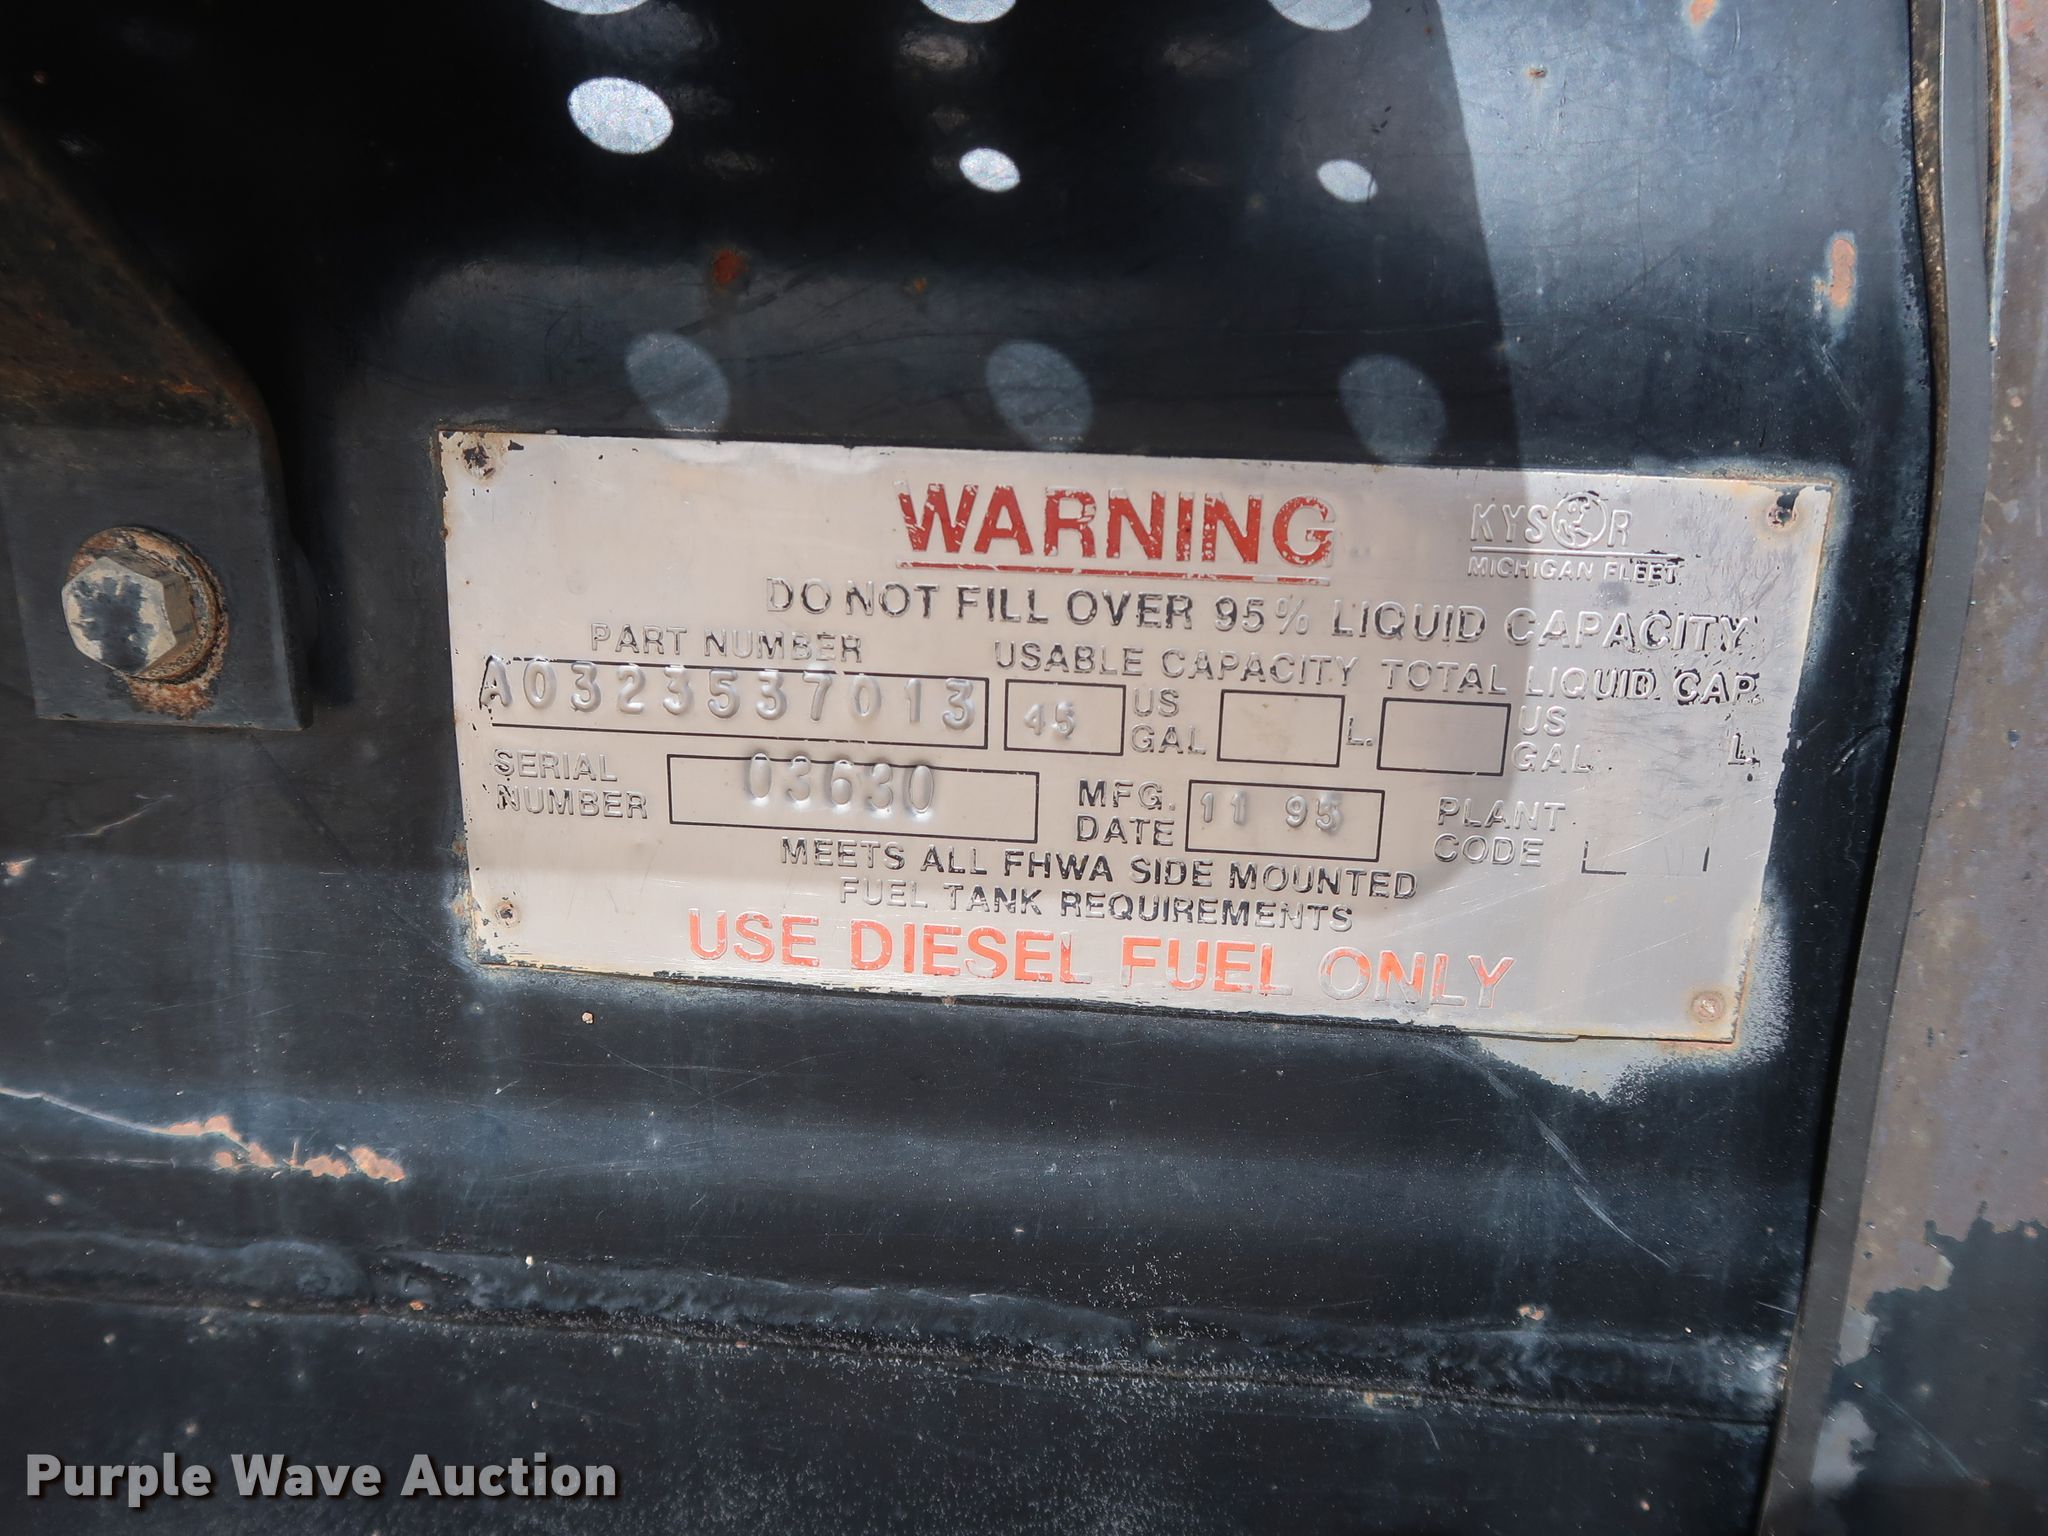 WARNING
KYSOR
MICHIGAN FLEET
DO NOT FILL OVER 95% LIQUID CAPACITY
PART NUMBER USABLE CAPACITY TOTAL LIQUID CAP.
A0323537013 45 US GAL L. US GAL L.
SERIAL NUMBER 03630 MFG. DATE 11 95 PLANT CODE
MEETS ALL FHWA SIDE MOUNTED
FUEL TANK REQUIREMENTS
USE DIESEL FUEL ONLY
Purple Wave Auction